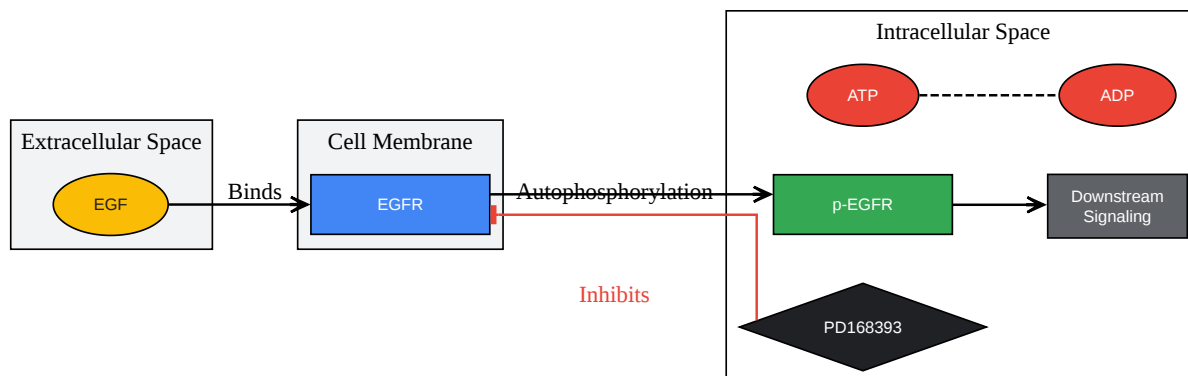 Intracellular Space
ATP
ADP
Extracellular Space
Cell Membrane
EGF
Binds
EGFR
Autophosphorylation
p-EGFR
Downstream
Signaling
Inhibits
PD168393